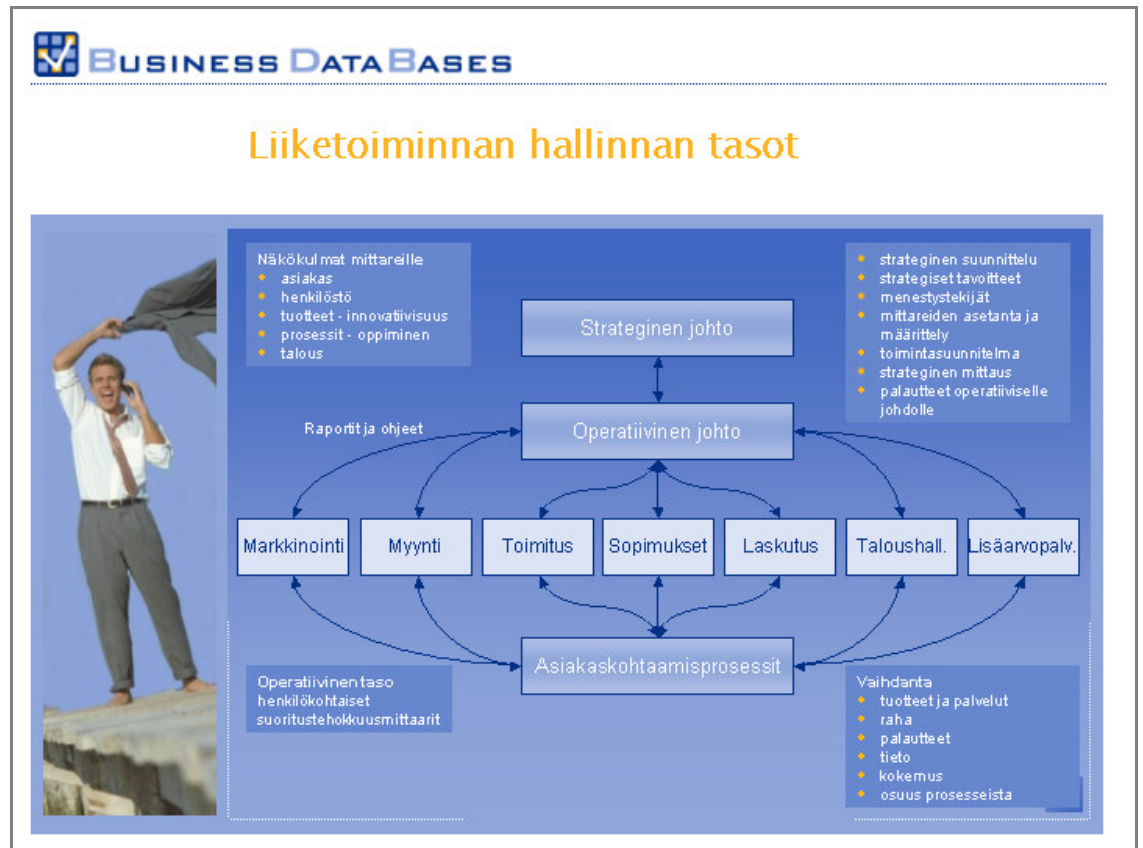 BUSINESS DATABASES
Liiketoiminnan hallinnan tasot
Näkökulmat mittareille
asiakas
henkilöstö
tuotteet - innovatiivisuus
prosessit - oppiminen
talous
strateginen suunnittelu
strategiset tavoitteet
menestystekijät
mittareiden asetanta ja
määrittely
toimintasuunnitelma
strateginen mittaus
palautteet operatiiviselle
johdolle
Strateginen johto
Raportit ja ohjeet
Operatiivinen johto
Markkinointi
Myynti
Toimitus
Sopimukset
Laskutus
Taloushall.
Lisäarvopalv.
Asiakaskohtaamisprosessit
Operatiivinen taso
henkilökohtaiset
suoritustehokkuusmittaarit
Vaihdanta
tuotteet ja palvelut
raha
palautteet
tieto
kokemus
osuus prosesseista